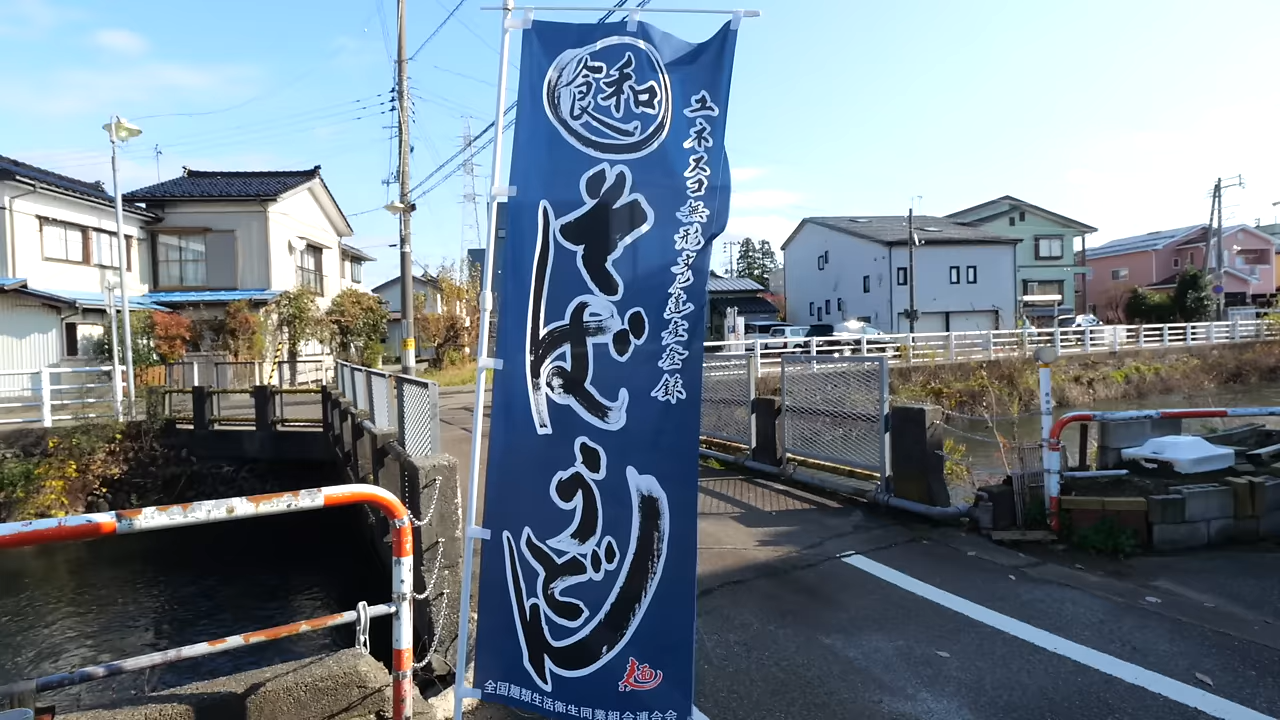 和食
ユネスコ無形文化遺産登録
そば
うどん
麺
全国麺類生活衛生同業組合連合会